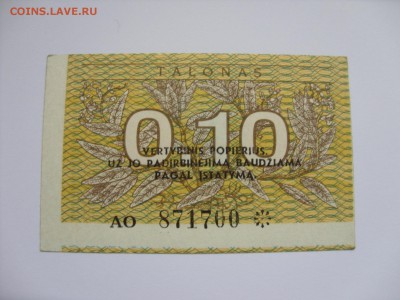 COINS.LAVE.RU
TALONAS
0.10
VERTYBINIS POPIERIUS
UŽ JO PADIRBINĖJIMĄ BAUDŽIAMA
PAGAL ĮSTATYMĄ.
AO 871700